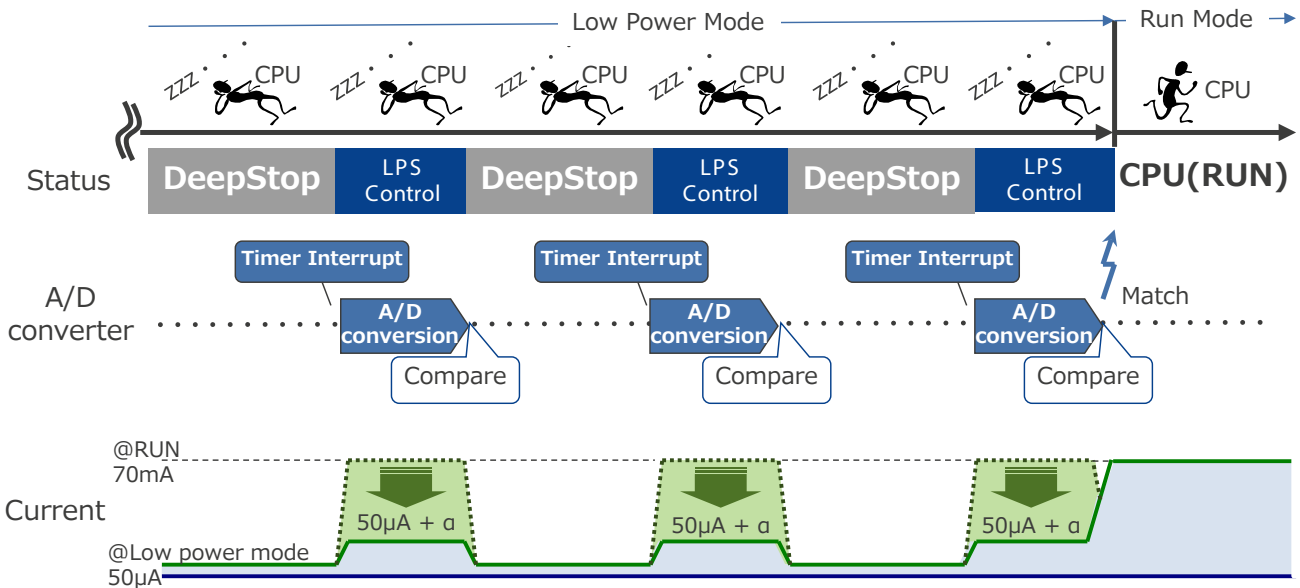 Low Power Mode
Run Mode
zzz CPU
zzz CPU
zzz CPU
zzz CPU
zzz CPU
zzz CPU
CPU
Status
DeepStop
LPS
Control
DeepStop
LPS
Control
DeepStop
LPS
Control
CPU(RUN)
Timer Interrupt
Timer Interrupt
Timer Interrupt
A/D
converter
A/D
conversion
A/D
conversion
A/D
conversion
Match
Compare
Compare
Compare
@RUN
70mA
Current
50μA + α
50μA + α
50μA + α
@Low power mode
50μA